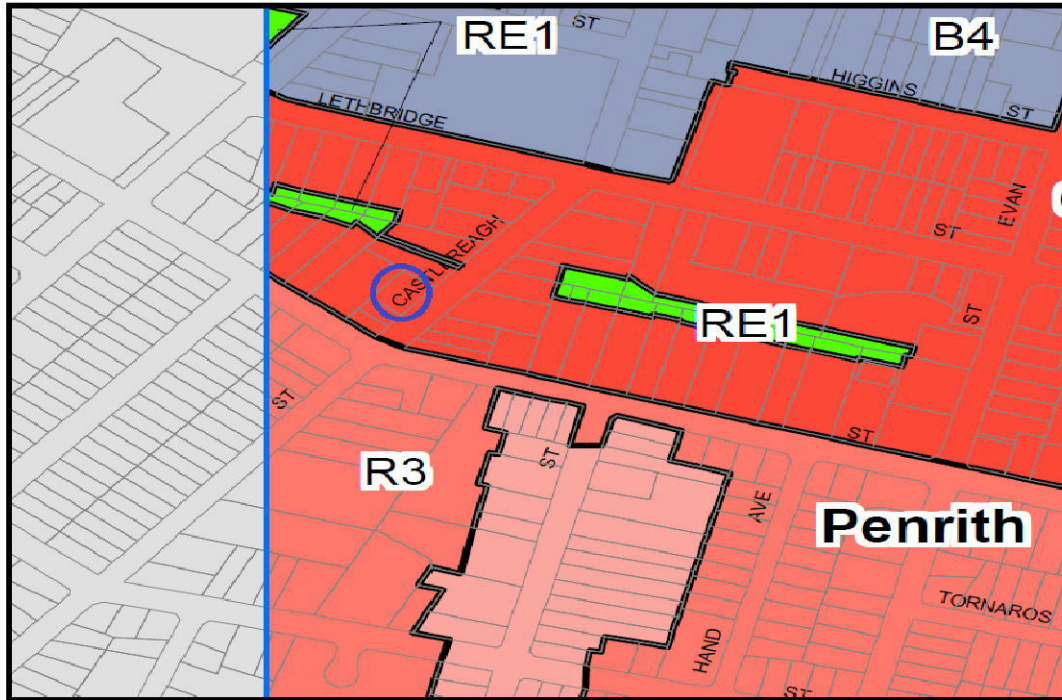 RE1
ST
B4
HIGGINS
ST
LETHBRIDGE
EVAN
ST
CASTLEREAGH
ST
RE1
ST
ST
R3
ST
AVE
Penrith
TORNAROS
HAND
ST